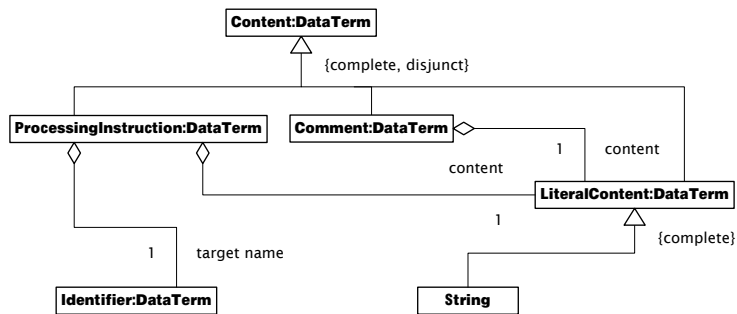 Content:DataTerm
{complete, disjunct}
ProcessingInstruction:DataTerm
Comment:DataTerm
1
content
content
LiteralContent:DataTerm
1
{complete}
1
target name
Identifier:DataTerm
String